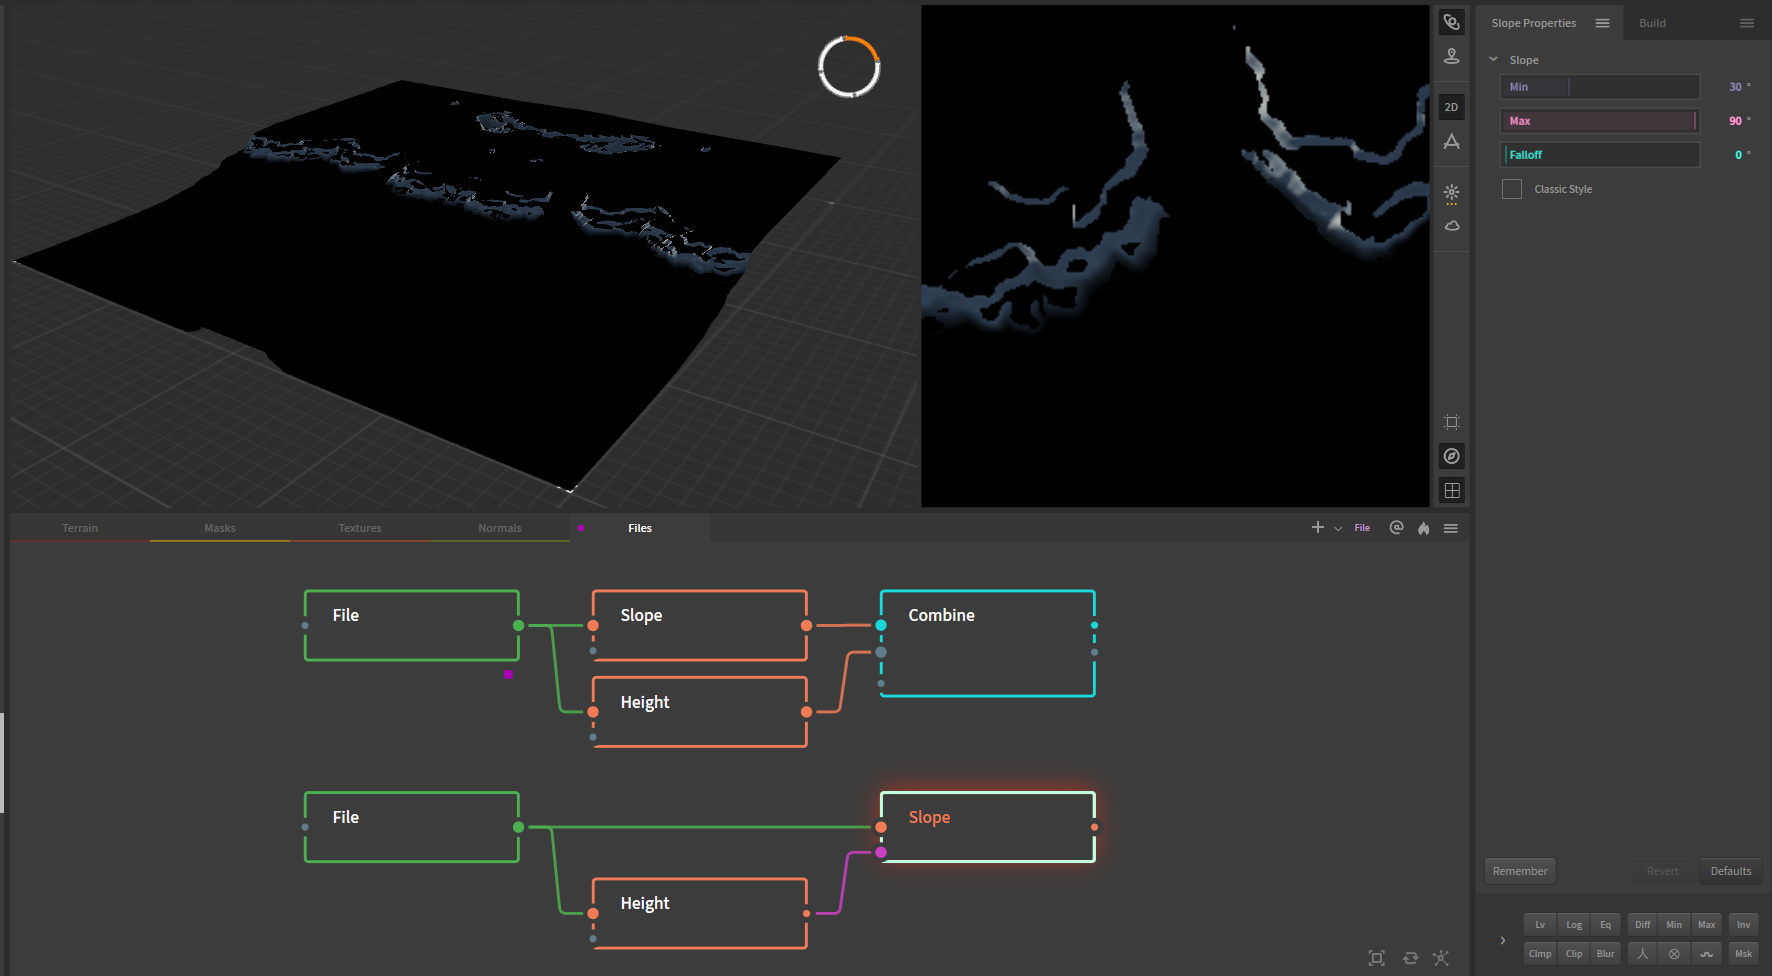 Slope Properties
Build
Slope
Min 30 °
Max 90 °
Falloff 0 °
Classic Style
2D
Terrain Masks Textures Normals Files
File
File Slope Combine
Height
File Slope
Height
Remember Revert Defaults
Lv Log Eq Diff Min Max Inv
Clmp Clip Blur Msk